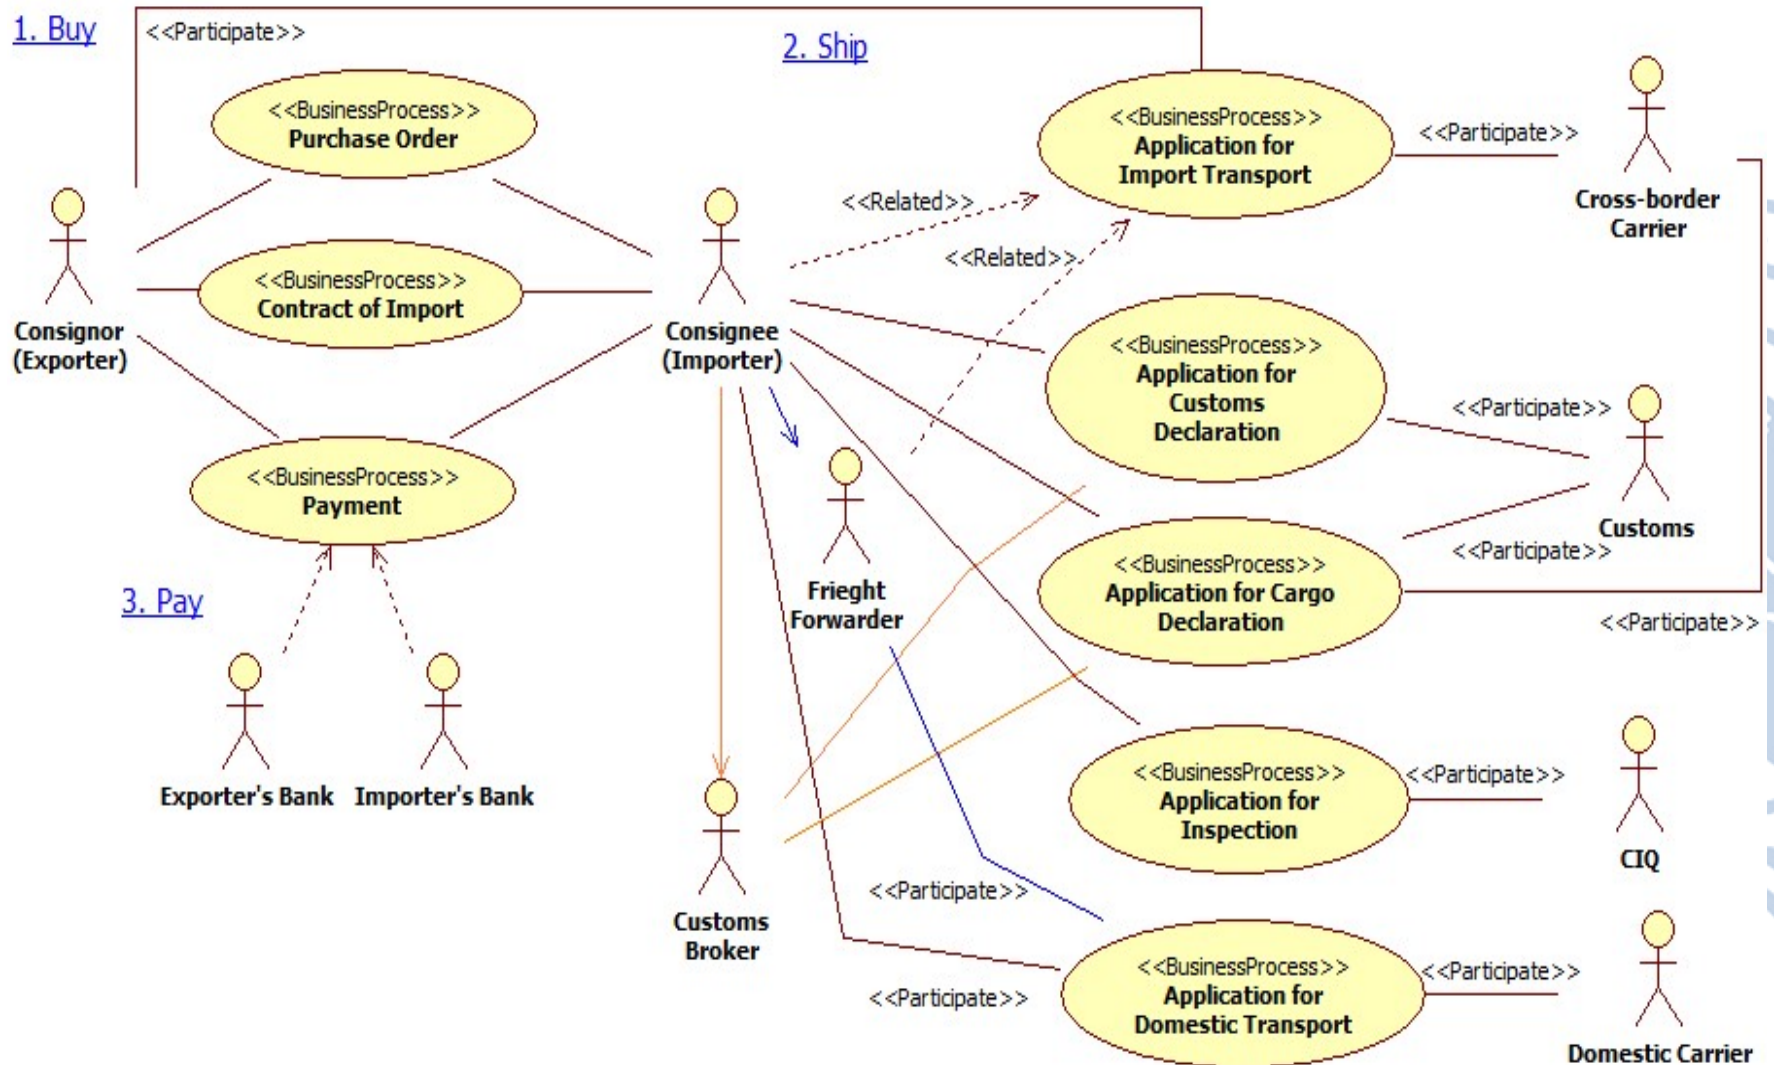 1. Buy
<<Participate>>
2. Ship
<<BusinessProcess>>
Purchase Order
<<BusinessProcess>>
Application for
Import Transport
<<Participate>>
Cross-border
Carrier
<<Related>>
<<Related>>
Consignor
(Exporter)
<<BusinessProcess>>
Contract of Import
Consignee
(Importer)
<<BusinessProcess>>
Application for
Customs
Declaration
<<Participate>>
Customs
<<BusinessProcess>>
Payment
<<Participate>>
<<BusinessProcess>>
Application for Cargo
Declaration
<<Participate>>
Frieght
Forwarder
3. Pay
Exporter's Bank
Importer's Bank
<<BusinessProcess>>
Application for
Inspection
<<Participate>>
CIQ
Customs
Broker
<<Participate>>
<<Participate>>
<<BusinessProcess>>
Application for
Domestic Transport
<<Participate>>
Domestic Carrier